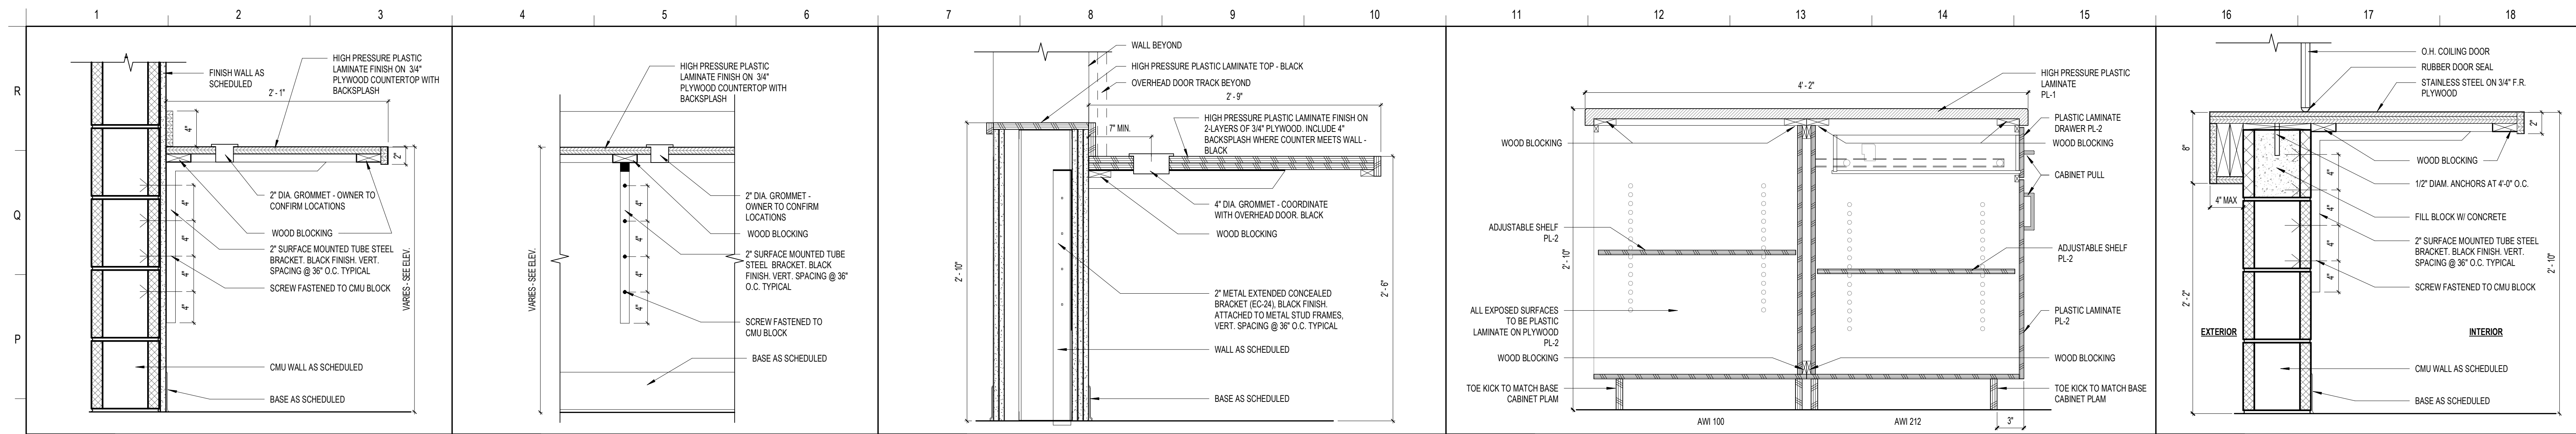 1 2 3 4 5 6 7 8 9 10 11 12 13 14 15 16 17 18
R
Q
P
FINISH WALL AS
SCHEDULED
HIGH PRESSURE PLASTIC
LAMINATE FINISH ON 3/4"
PLYWOOD COUNTERTOP WITH
BACKSPLASH
2' - 1"
4"
2"
2" DIA. GROMMET - OWNER TO
CONFIRM LOCATIONS
WOOD BLOCKING
2" SURFACE MOUNTED TUBE STEEL
BRACKET. BLACK FINISH. VERT.
SPACING @ 36" O.C. TYPICAL
SCREW FASTENED TO CMU BLOCK
4"
4"
4"
4"
VARIES - SEE ELEV.
CMU WALL AS SCHEDULED
BASE AS SCHEDULED
HIGH PRESSURE PLASTIC
LAMINATE FINISH ON 3/4"
PLYWOOD COUNTERTOP WITH
BACKSPLASH
2" DIA. GROMMET -
OWNER TO CONFIRM
LOCATIONS
WOOD BLOCKING
2" SURFACE MOUNTED TUBE
STEEL BRACKET. BLACK
FINISH. VERT. SPACING @ 36"
O.C. TYPICAL
SCREW FASTENED TO
CMU BLOCK
4"
4"
4"
4"
VARIES - SEE ELEV.
BASE AS SCHEDULED
WALL BEYOND
HIGH PRESSURE PLASTIC LAMINATE TOP - BLACK
OVERHEAD DOOR TRACK BEYOND
2' - 9"
7" MIN.
HIGH PRESSURE PLASTIC LAMINATE FINISH ON
2-LAYERS OF 3/4" PLYWOOD. INCLUDE 4"
BACKSPLASH WHERE COUNTER MEETS WALL -
BLACK
4" DIA. GROMMET - COORDINATE
WITH OVERHEAD DOOR. BLACK
WOOD BLOCKING
2' - 10"
2' - 6"
2" METAL EXTENDED CONCEALED
BRACKET (EC-24), BLACK FINISH.
ATTACHED TO METAL STUD FRAMES,
VERT. SPACING @ 36" O.C. TYPICAL
WALL AS SCHEDULED
BASE AS SCHEDULED
4' - 2"
HIGH PRESSURE PLASTIC
LAMINATE
PL-1
PLASTIC LAMINATE
DRAWER PL-2
WOOD BLOCKING
WOOD BLOCKING
CABINET PULL
ADJUSTABLE SHELF
PL-2
ADJUSTABLE SHELF
PL-2
2' - 10"
ALL EXPOSED SURFACES
TO BE PLASTIC
LAMINATE ON PLYWOOD
PL-2
PLASTIC LAMINATE
PL-2
WOOD BLOCKING
WOOD BLOCKING
TOE KICK TO MATCH BASE
CABINET PLAM
TOE KICK TO MATCH BASE
CABINET PLAM
AWI 100
AWI 212
3"
O.H. COILING DOOR
RUBBER DOOR SEAL
STAINLESS STEEL ON 3/4" F.R.
PLYWOOD
2"
8"
4" MAX
WOOD BLOCKING
1/2" DIAM. ANCHORS AT 4'-0" O.C.
FILL BLOCK W/ CONCRETE
2" SURFACE MOUNTED TUBE STEEL
BRACKET. BLACK FINISH. VERT.
SPACING @ 36" O.C. TYPICAL
SCREW FASTENED TO CMU BLOCK
4"
4"
4"
4"
2' - 2"
2' - 10"
EXTERIOR
INTERIOR
CMU WALL AS SCHEDULED
BASE AS SCHEDULED